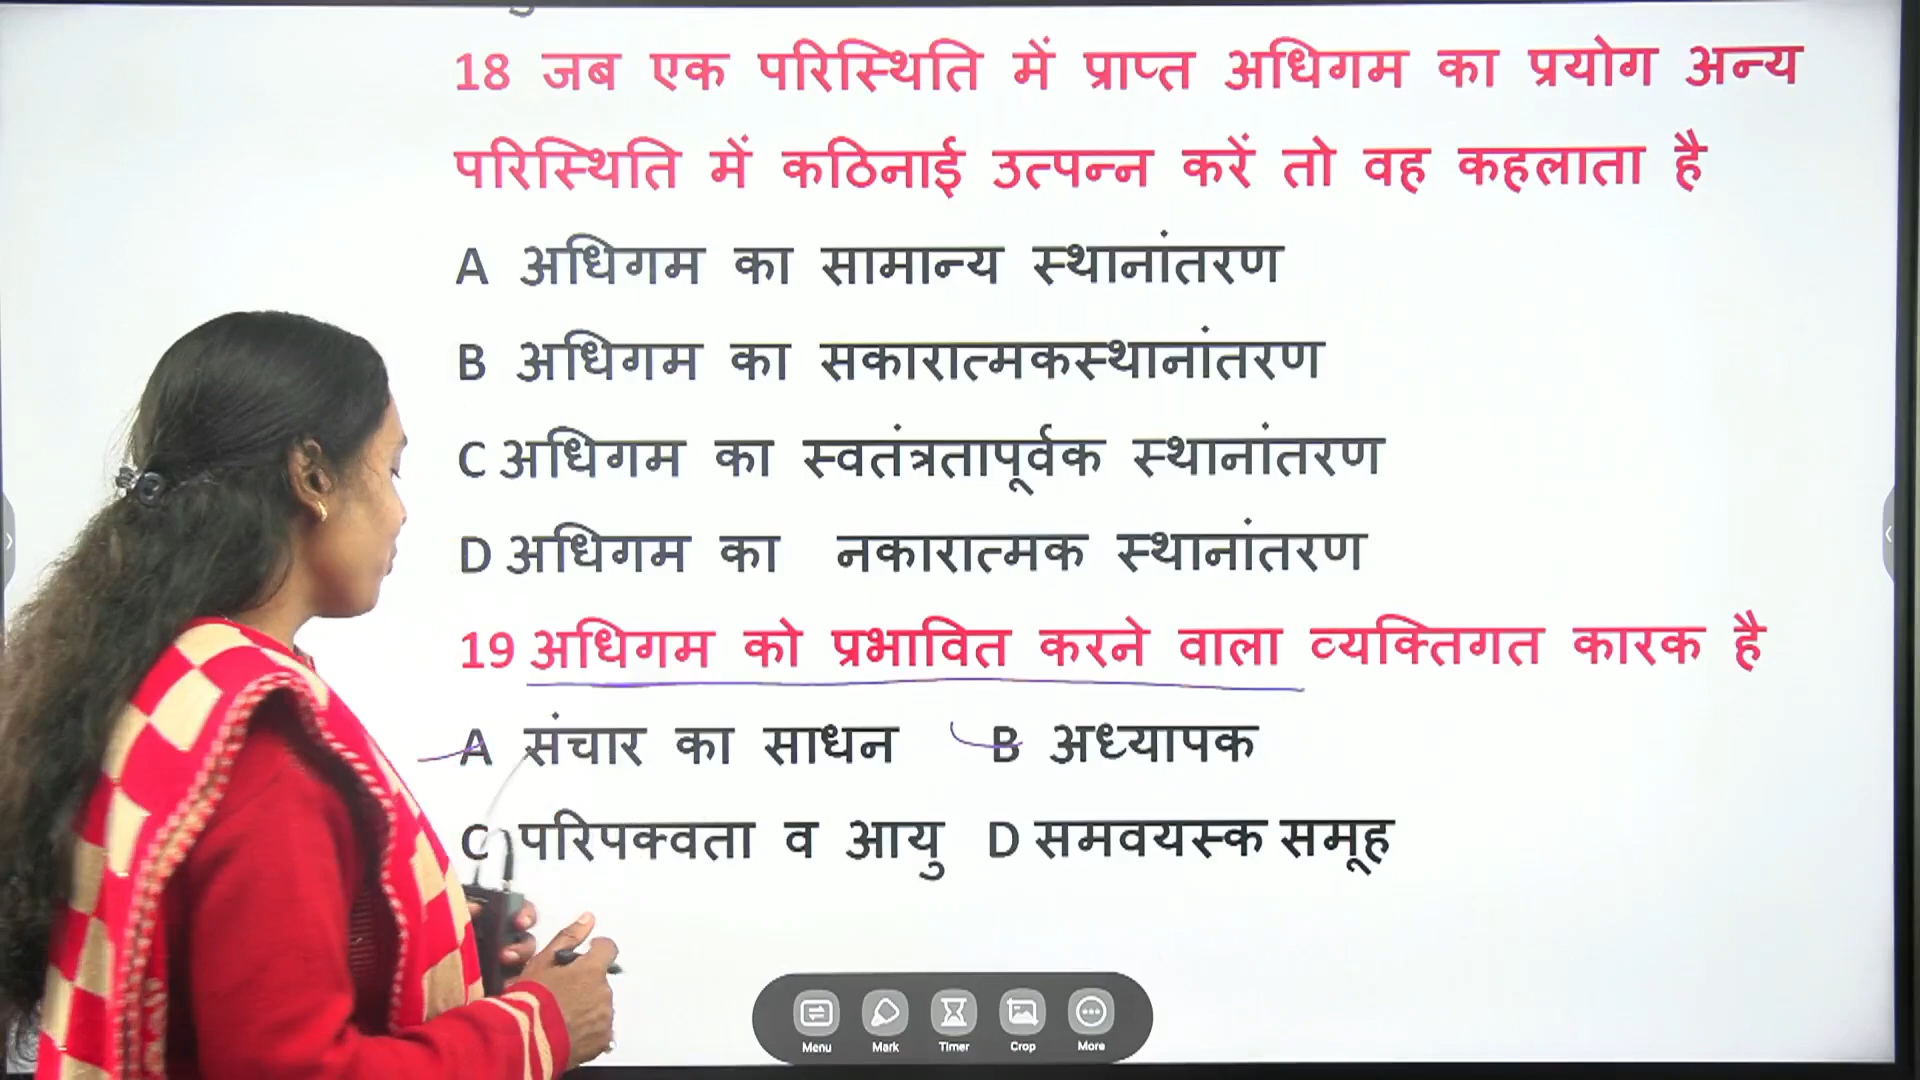 18 जब एक परिस्थिति में प्राप्त अधिगम का प्रयोग अन्य
परिस्थिति में कठिनाई उत्पन्न करें तो वह कहलाता है
A अधिगम का सामान्य स्थानांतरण
B अधिगम का सकारात्मकस्थानांतरण
C अधिगम का स्वतंत्रतापूर्वक स्थानांतरण
D अधिगम का नकारात्मक स्थानांतरण
19 अधिगम को प्रभावित करने वाला व्यक्तिगत कारक है
A संचार का साधन B अध्यापक
C परिपक्वता व आयु D समवयस्क समूह
Menu Mark Timer Crop More